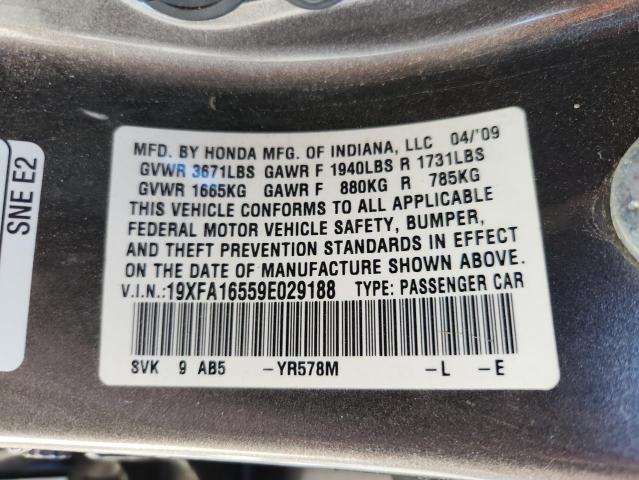 MFD. BY HONDA MFG. OF INDIANA, LLC 04/'09
GVWR 3671LBS GAWR F 1940LBS R 1731LBS
GVWR 1665KG GAWR F 880KG R 785KG
THIS VEHICLE CONFORMS TO ALL APPLICABLE
FEDERAL MOTOR VEHICLE SAFETY, BUMPER,
AND THEFT PREVENTION STANDARDS IN EFFECT
ON THE DATE OF MANUFACTURE SHOWN ABOVE.
V.I.N.:19XFA16559E029188 TYPE: PASSENGER CAR
SVK 9 AB5 -YR578M -L -E
SNE E2